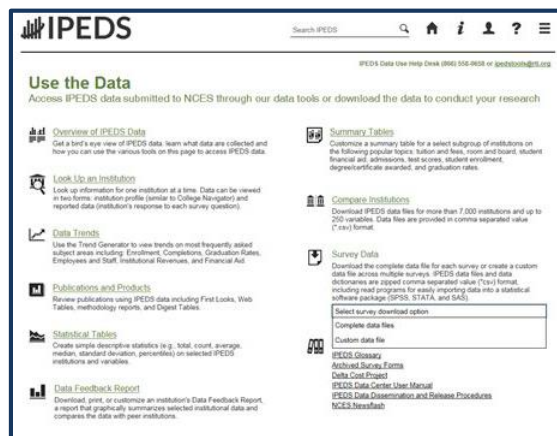 IPEDS
Search IPEDS
IPEDS Data Use Help Desk (866) 558-0658 or ipedstools@rti.org
Use the Data
Access IPEDS data submitted to NCES through our data tools or download the data to conduct your research
Overview of IPEDS Data
Get a bird's eye view of IPEDS data: learn what data are collected and
how you can use the various tools on this page to access IPEDS data.
Look Up an Institution
Look up information for one institution at a time. Data can be viewed
in two forms: institution profile (similar to College Navigator) and
reported data (institution's response to each survey question).
Data Trends
Use the Trend Generator to view trends on most frequently asked
subject areas including: Enrollment, Completions, Graduation Rates,
Employees and Staff, Institutional Revenues, and Financial Aid.
Publications and Products
Review publications using IPEDS data including First Looks, Web
Tables, methodology reports, and Digest Tables.
Statistical Tables
Create simple descriptive statistics (e.g., total, count, average,
median, standard deviation, percentiles) on selected IPEDS
institutions and variables.
Data Feedback Report
Download, print, or customize an institution's Data Feedback Report,
a report that graphically summarizes selected institutional data and
compares the data with peer institutions.
Summary Tables
Customize a summary table for a select subgroup of institutions on
the following popular topics: tuition and fees, room and board, student
financial aid, admissions, test scores, student enrollment,
degree/certificate awarded, and graduation rates.
Compare Institutions
Download IPEDS data files for more than 7,000 institutions and up to
250 variables. Data files are provided in comma separated value
(*.csv) format.
Survey Data
Download the complete data file for each survey or create a custom
data file across multiple surveys. IPEDS data files and data
dictionaries are zipped comma separated value (*csv) format,
including read programs for easily importing data into a statistical
software package (SPSS, STATA, and SAS).
Select survey download option
Complete data files
Custom data file
IPEDS Glossary
Archived Survey Forms
Delta Cost Project
IPEDS Data Center User Manual
IPEDS Data Dissemination and Release Procedures
NCES Newsflash